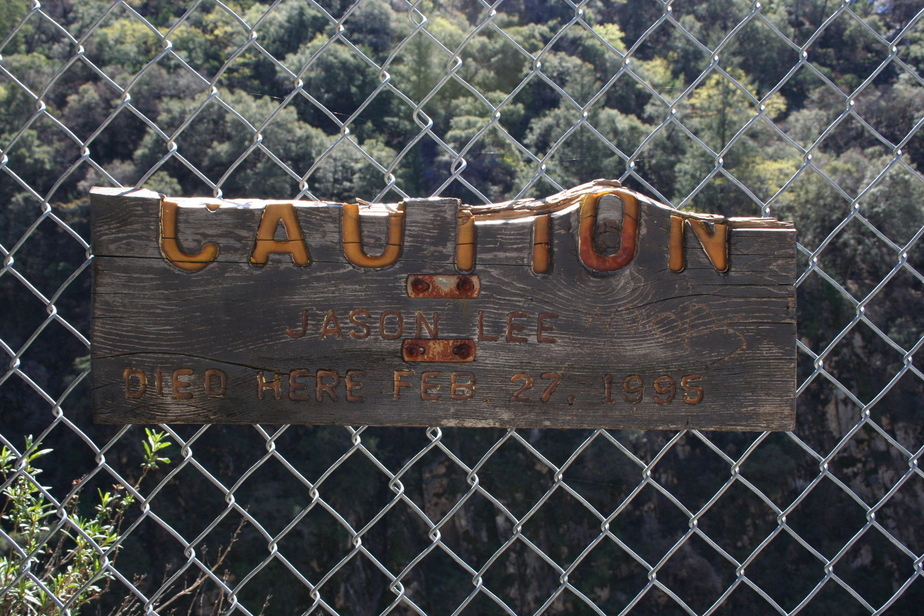 CAUTION
JASON LEE
DIED HERE FEB. 27, 1995